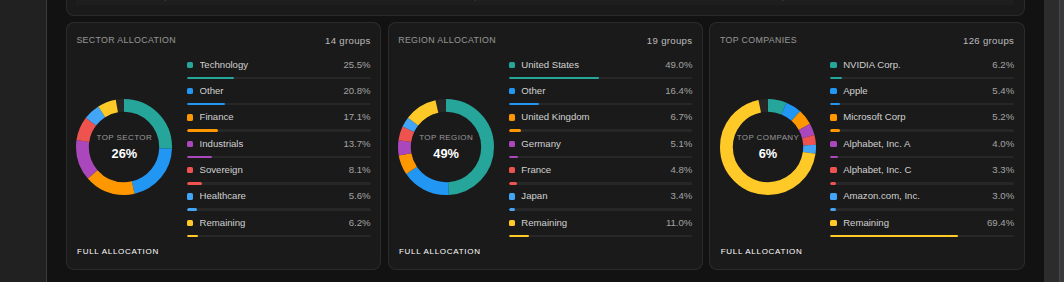 SECTOR ALLOCATION 14 groups
Technology 25.5%
Other 20.8%
Finance 17.1%
Industrials 13.7%
Sovereign 8.1%
Healthcare 5.6%
Remaining 6.2%
TOP SECTOR
26%
FULL ALLOCATION
REGION ALLOCATION 19 groups
United States 49.0%
Other 16.4%
United Kingdom 6.7%
Germany 5.1%
France 4.8%
Japan 3.4%
Remaining 11.0%
TOP REGION
49%
FULL ALLOCATION
TOP COMPANIES 126 groups
NVIDIA Corp. 6.2%
Apple 5.4%
Microsoft Corp 5.2%
Alphabet, Inc. A 4.0%
Alphabet, Inc. C 3.3%
Amazon.com, Inc. 3.0%
Remaining 69.4%
TOP COMPANY
6%
FULL ALLOCATION